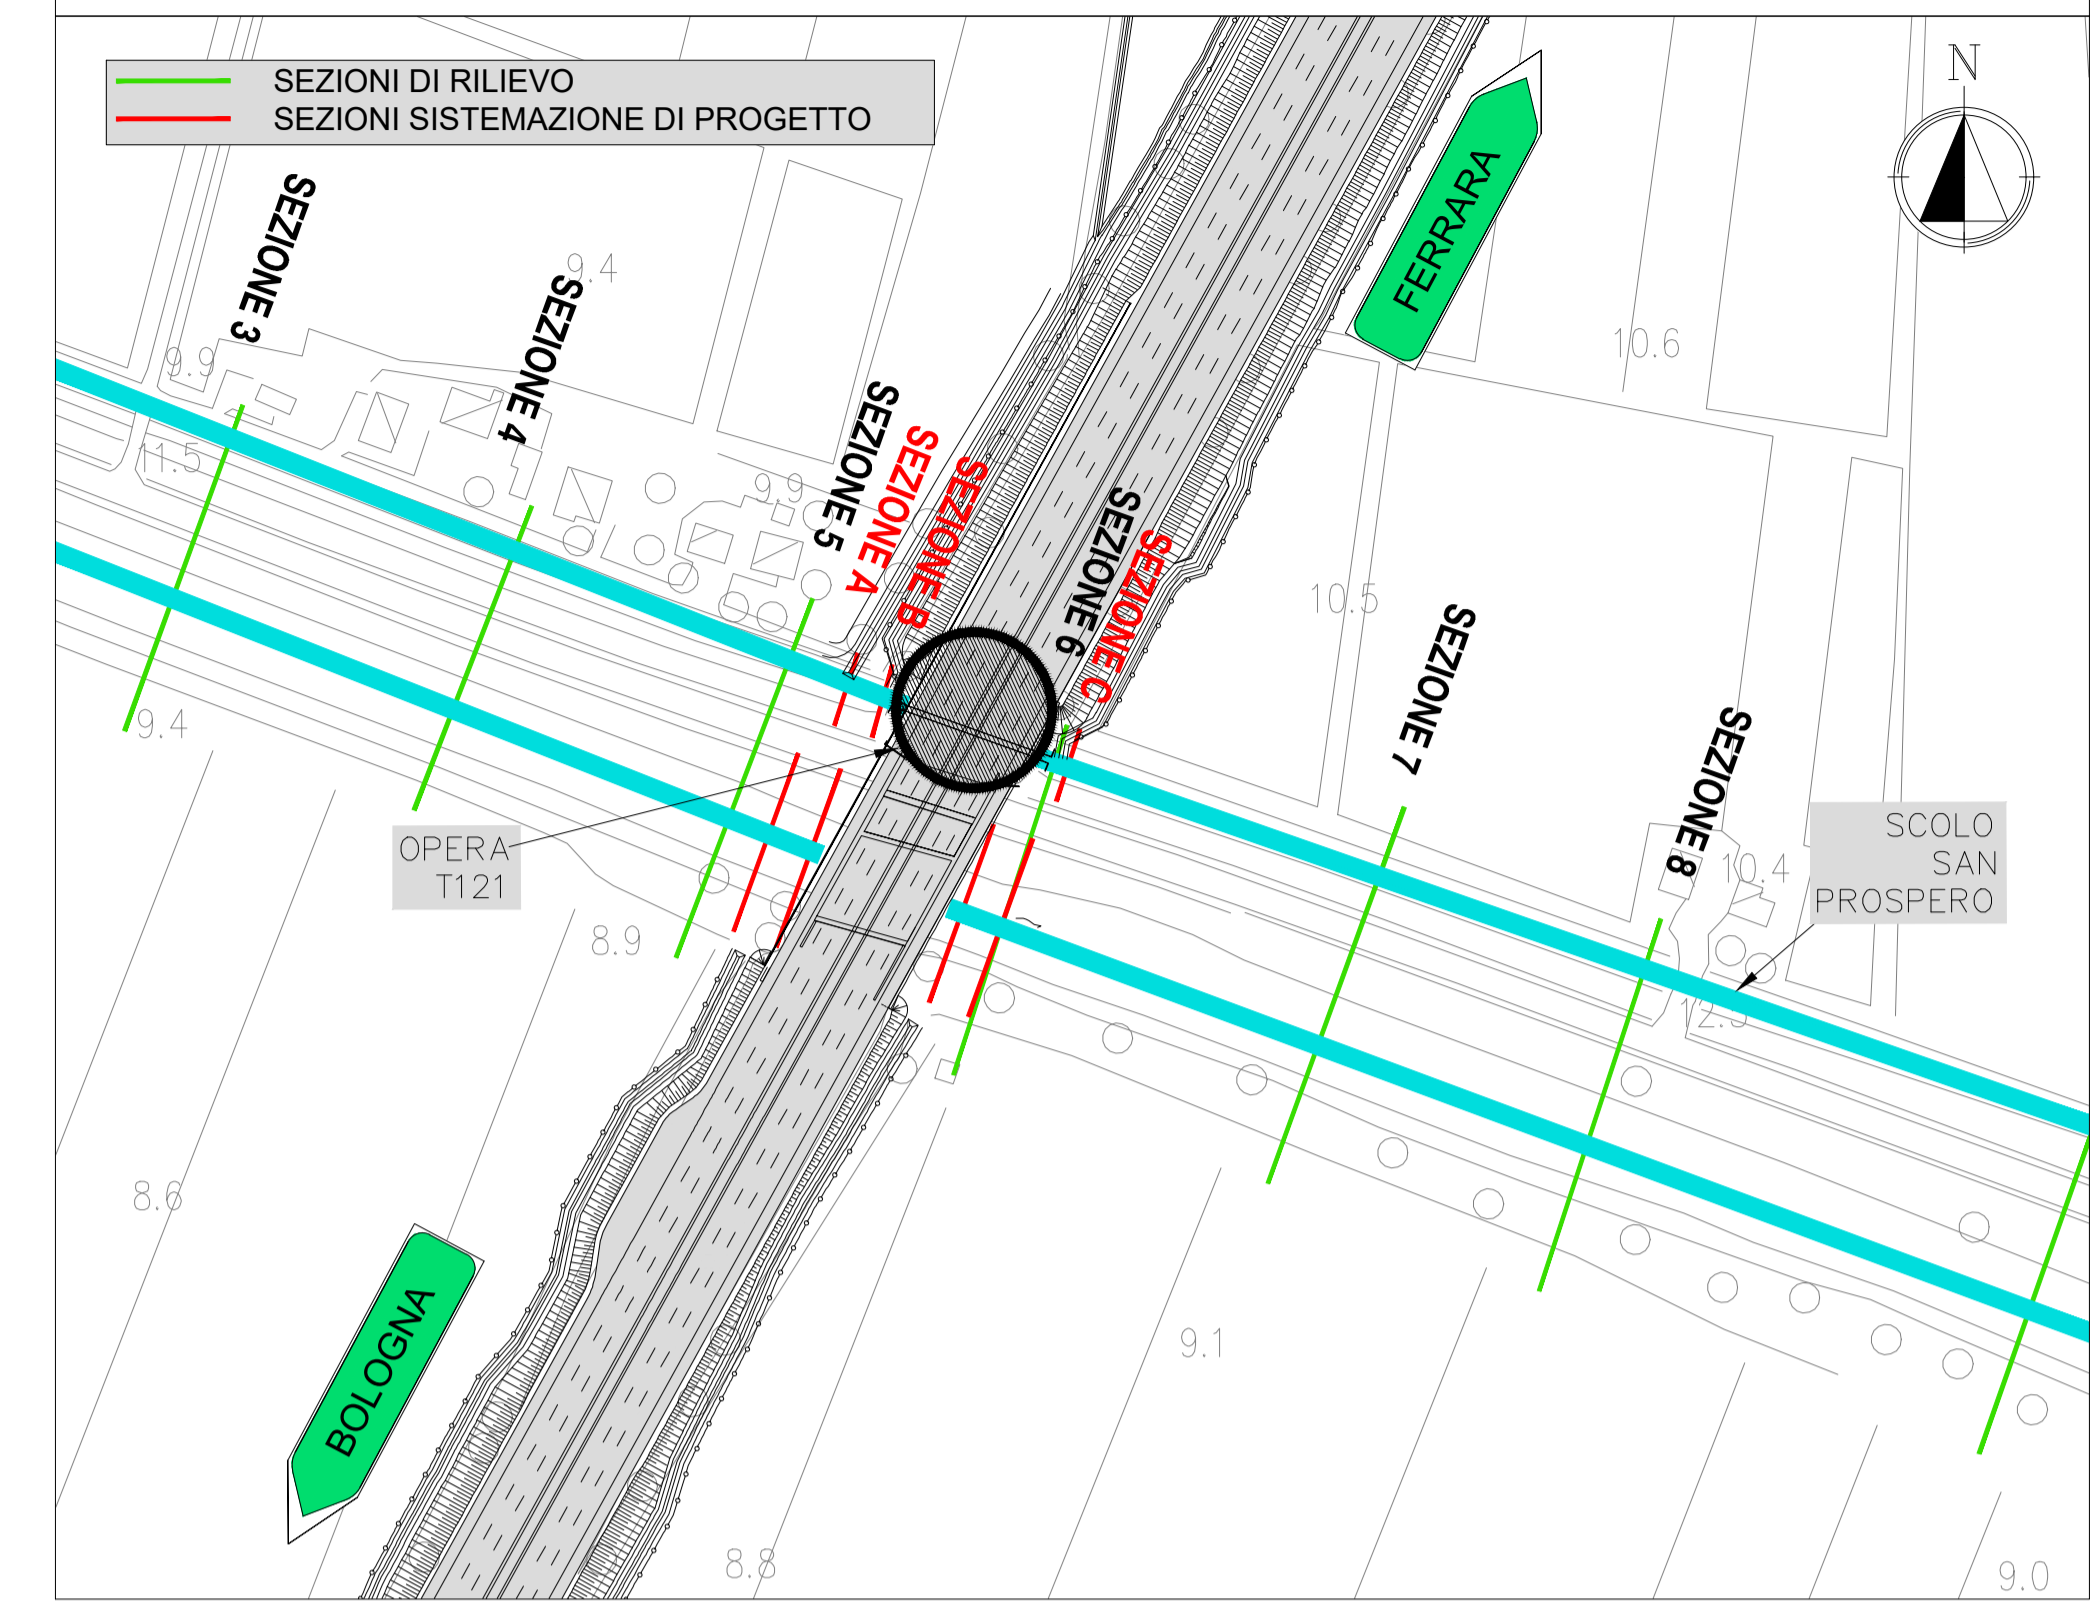 SEZIONI DI RILIEVO
SEZIONI SISTEMAZIONE DI PROGETTO
N
FERRARA
SEZIONE 3
9.4
SEZIONE 4
9.9
10.6
11.5
SEZIONE 5
SEZIONE A
SEZIONE B
9.9
SEZIONE 6
SEZIONE C
10.5
SEZIONE 7
SEZIONE 8
9.4
OPERA
T121
SCOLO
SAN
PROSPERO
10.4
8.9
8.6
9.1
BOLOGNA
8.8
9.0